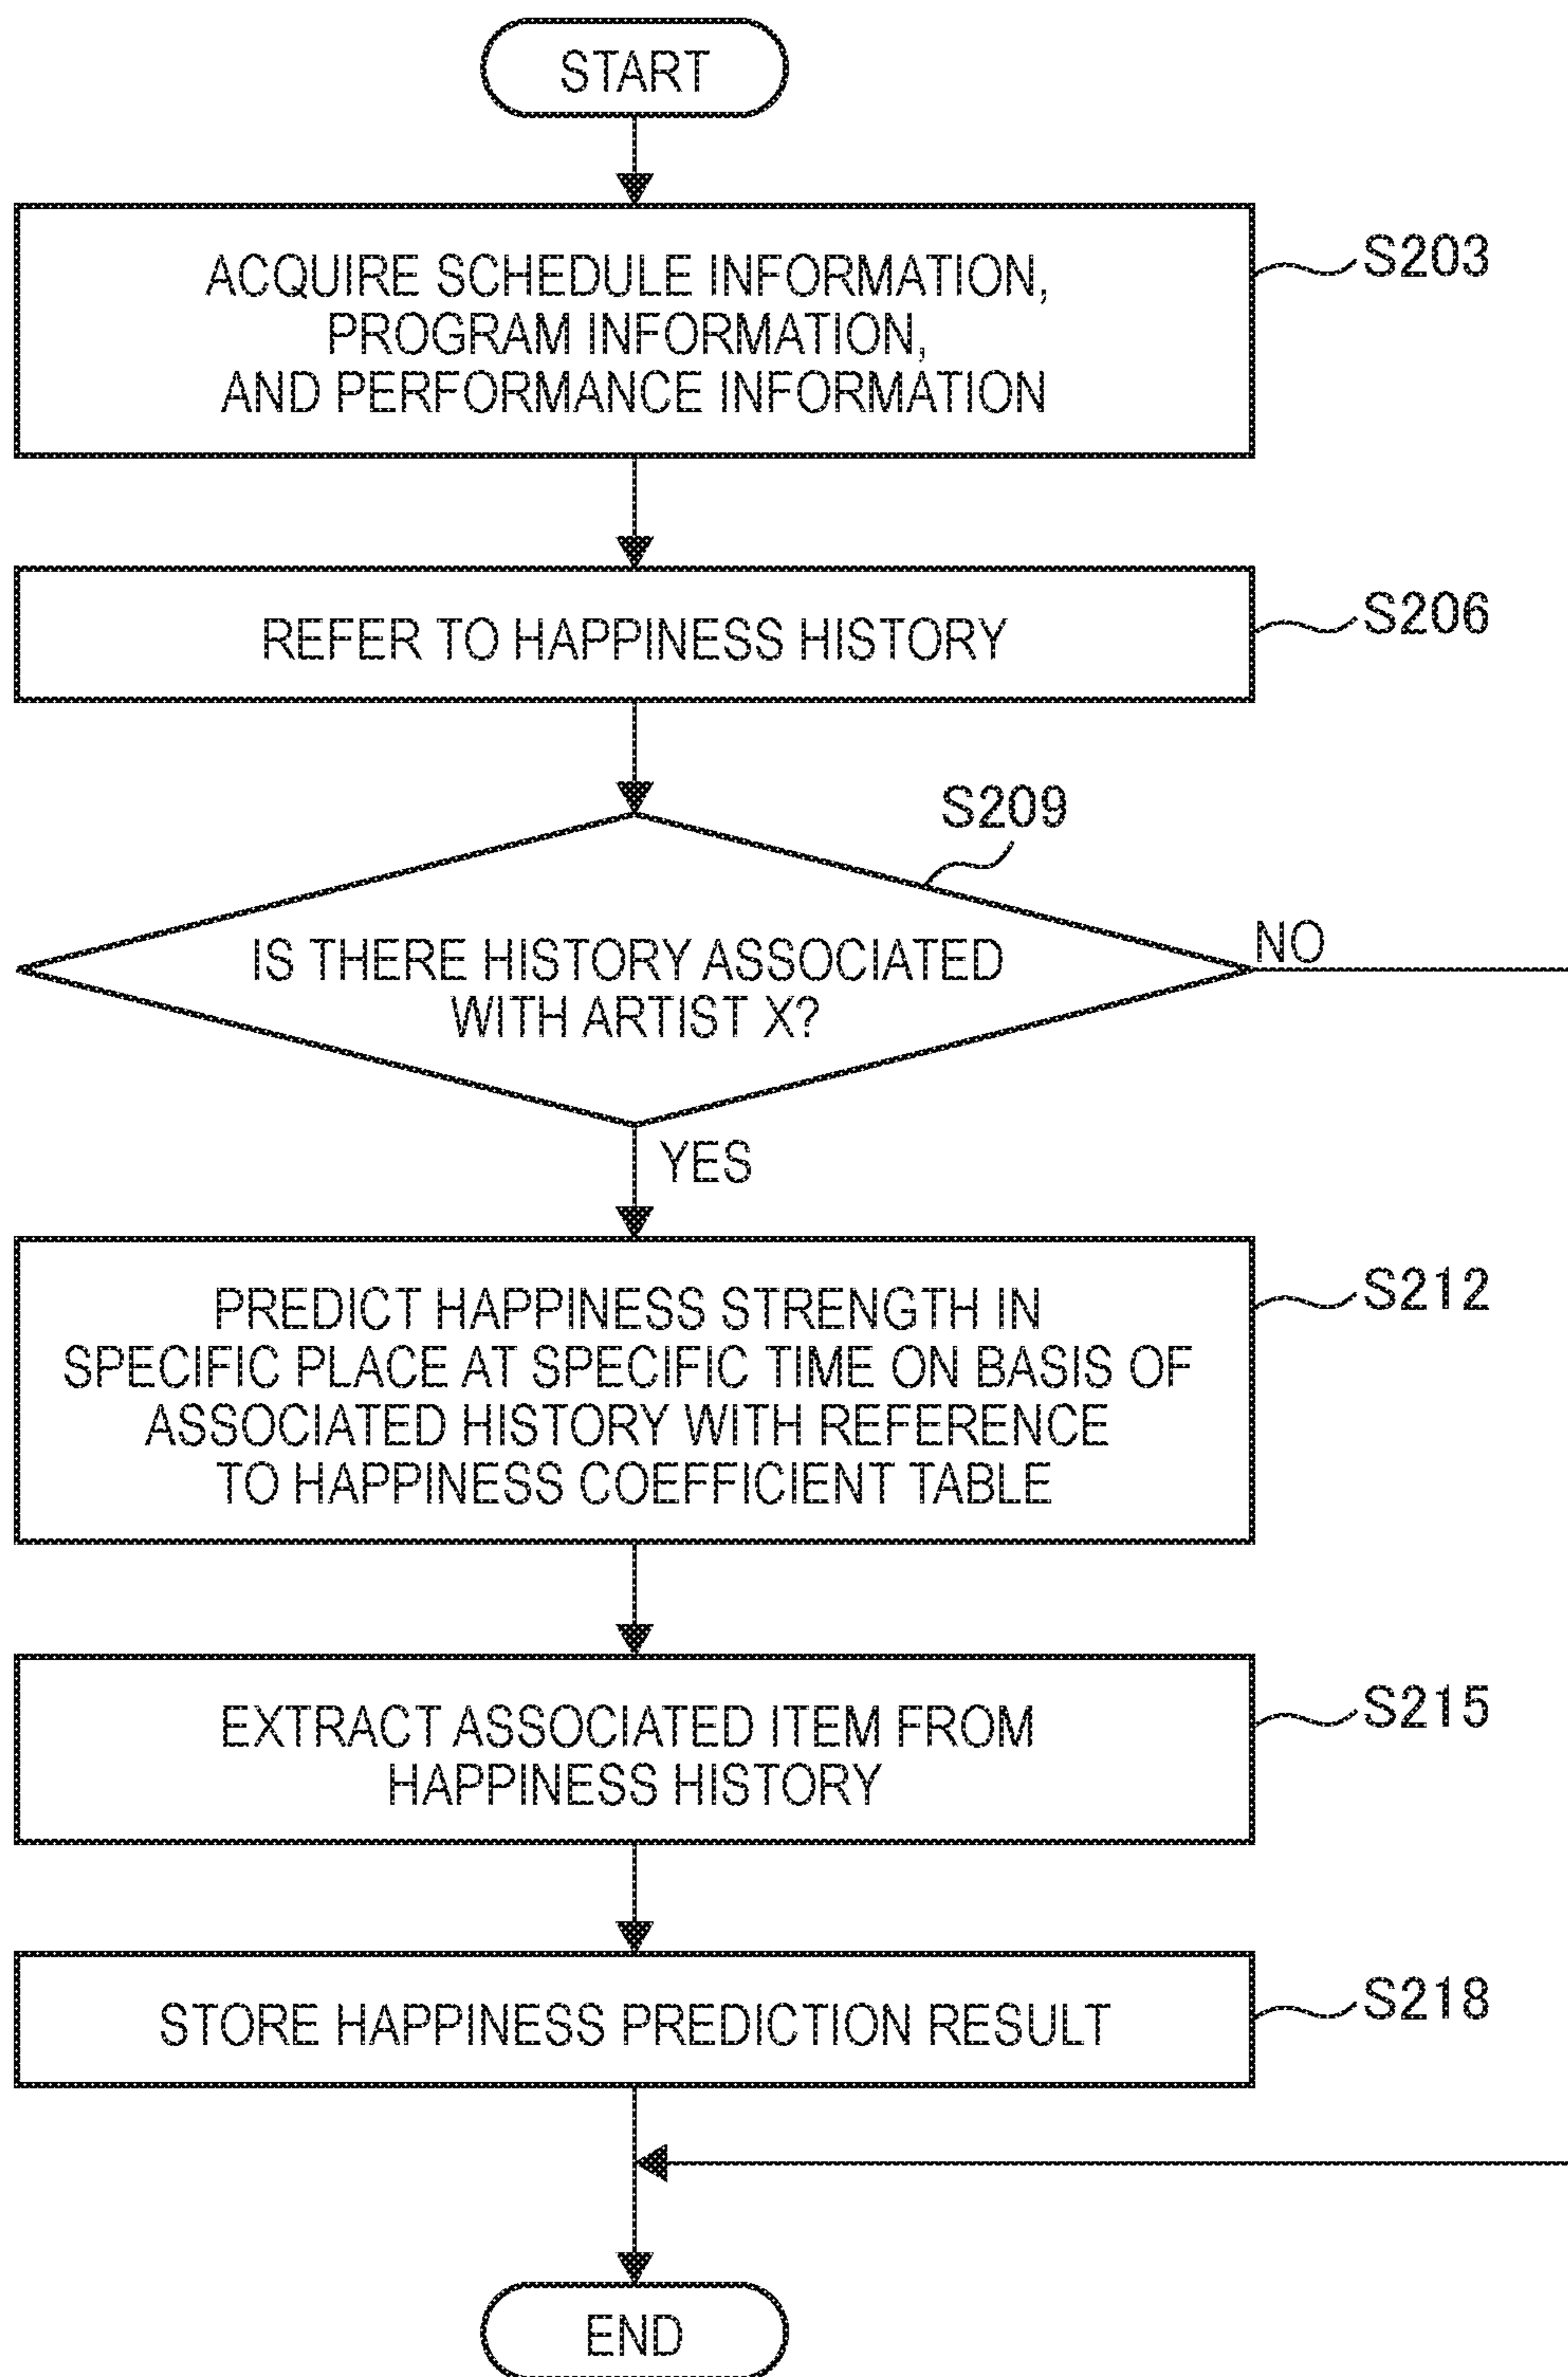 START
ACQUIRE SCHEDULE INFORMATION,
PROGRAM INFORMATION,
AND PERFORMANCE INFORMATION
S203
REFER TO HAPPINESS HISTORY
S206
S209
IS THERE HISTORY ASSOCIATED
WITH ARTIST X?
NO
YES
PREDICT HAPPINESS STRENGTH IN
SPECIFIC PLACE AT SPECIFIC TIME ON BASIS OF
ASSOCIATED HISTORY WITH REFERENCE
TO HAPPINESS COEFFICIENT TABLE
S212
EXTRACT ASSOCIATED ITEM FROM
HAPPINESS HISTORY
S215
STORE HAPPINESS PREDICTION RESULT
S218
END